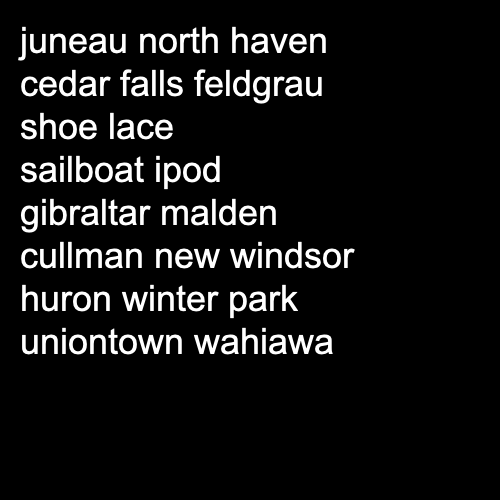 juneau north haven
cedar falls feldgrau
shoe lace
sailboat ipod
gibraltar malden
cullman new windsor
huron winter park
uniontown wahiawa